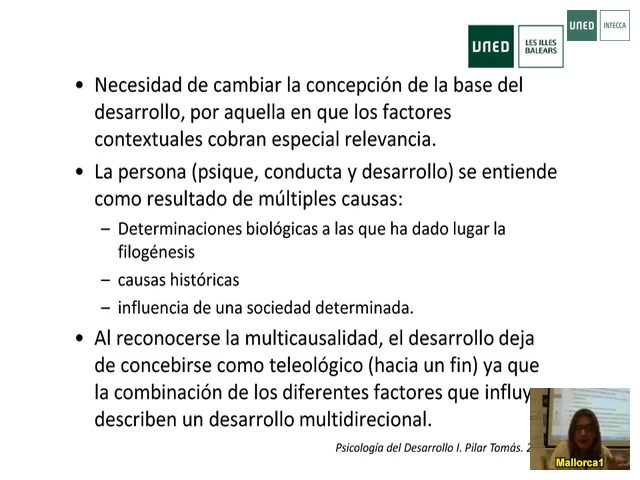 UNED
INTECCA
UNED
LES ILLES
BALEARS
• Necesidad de cambiar la concepción de la base del
desarrollo, por aquella en que los factores
contextuales cobran especial relevancia.
• La persona (psique, conducta y desarrollo) se entiende
como resultado de múltiples causas:
– Determinaciones biológicas a las que ha dado lugar la
filogénesis
– causas históricas
– influencia de una sociedad determinada.
• Al reconocerse la multicausalidad, el desarrollo deja
de concebirse como teleológico (hacia un fin) ya que
la combinación de los diferentes factores que influy
describen un desarrollo multidirecional.
Psicología del Desarrollo I. Pilar Tomás. 2
Mallorca1